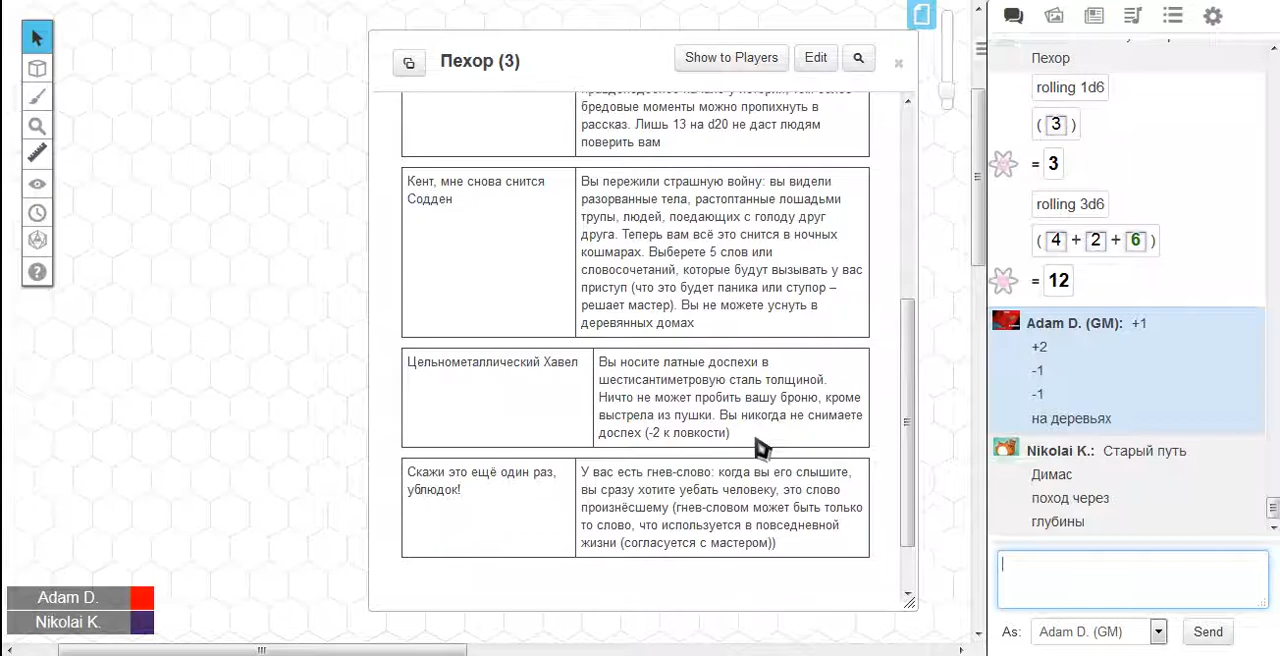 Пехор (3)
Show to Players
Edit
бредовые моменты можно пропихнуть в
рассказ. Лишь 13 на d20 не даст людям
поверить вам
Кент, мне снова снится
Содден
Вы пережили страшную войну: вы видели
разорванные тела, растоптанные лошадьми
трупы, людей, поедающих с голоду друг
друга. Теперь вам всё это снится в ночных
кошмарах. Выберете 5 слов или
словосочетаний, которые будут вызывать у вас
приступ (что это будет паника или ступор –
решает мастер). Вы не можете уснуть в
деревянных домах
Цельнометаллический Хавел
Вы носите латные доспехи в
шестисантиметровую сталь толщиной.
Ничто не может пробить вашу броню, кроме
выстрела из пушки. Вы никогда не снимаете
доспех (-2 к ловкости)
Скажи это ещё один раз,
ублюдок!
У вас есть гнев-слово: когда вы его слышите,
вы сразу хотите уебать человеку, это слово
произнёсшему (гнев-словом может быть только
то слово, что используется в повседневной
жизни (согласуется с мастером))
Adam D.
Nikolai K.
Пехор
rolling 1d6
( 3 )
= 3
rolling 3d6
( 4 + 2 + 6 )
= 12
Adam D. (GM): +1
+2
-1
-1
на деревьях
Nikolai K.: Старый путь
Димас
поход через
глубины
As: Adam D. (GM) Send